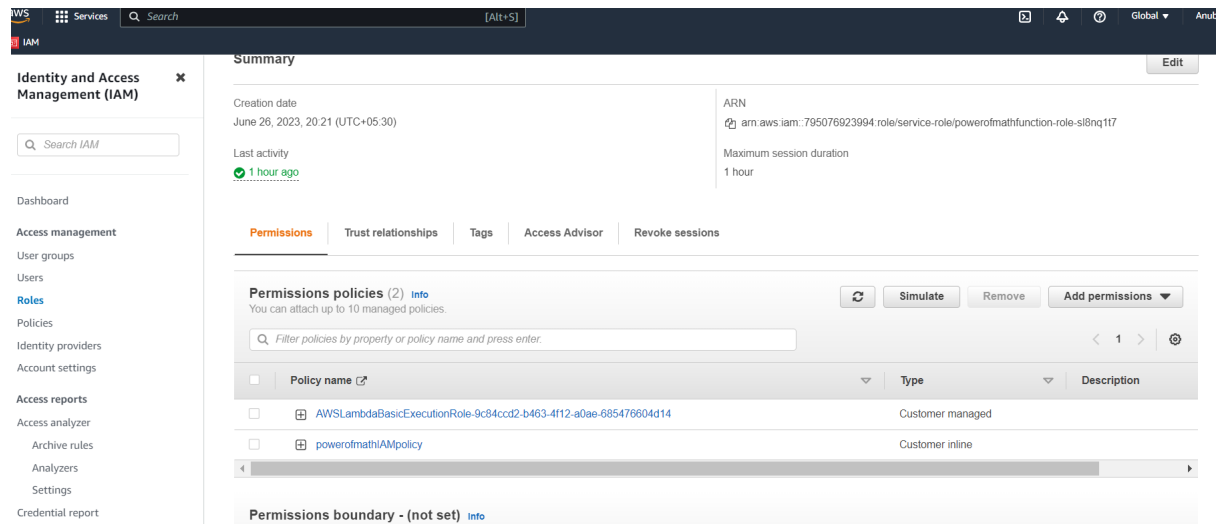 aws Services Search [Alt+S] Global Anub
IAM
Identity and Access Management (IAM)
Search IAM
Dashboard
Access management
User groups
Users
Roles
Policies
Identity providers
Account settings
Access reports
Access analyzer
Archive rules
Analyzers
Settings
Credential report
Summary
Edit
Creation date
June 26, 2023, 20:21 (UTC+05:30)
Last activity
1 hour ago
ARN
arn:aws:iam::795076923994:role/service-role/powerofmathfunction-role-sl8nq1t7
Maximum session duration
1 hour
Permissions Trust relationships Tags Access Advisor Revoke sessions
Permissions policies (2) Info
You can attach up to 10 managed policies.
Simulate Remove Add permissions
Filter policies by property or policy name and press enter.
1
Policy name Type Description
AWSLambdaBasicExecutionRole-9c84ccd2-b463-4f12-a0ae-685476604d14 Customer managed
powerofmathIAMpolicy Customer inline
Permissions boundary - (not set) Info